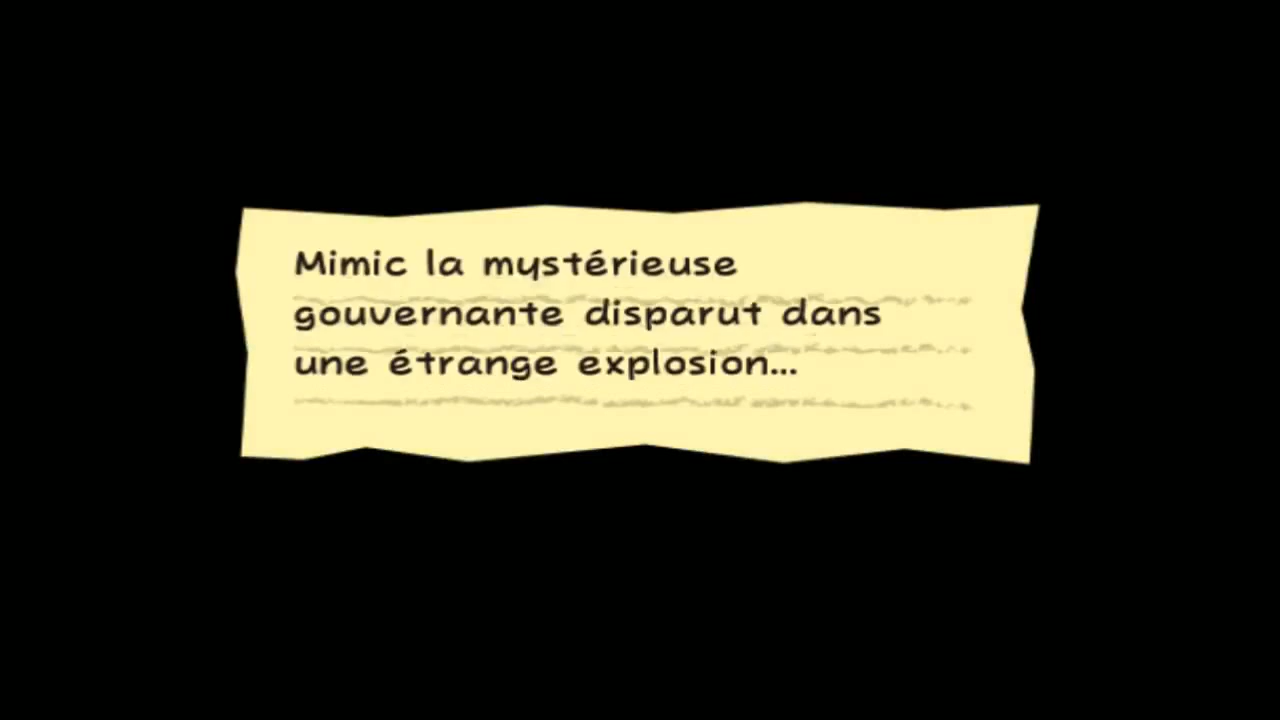 Mimic la mystérieuse
gouvernante disparut dans
une étrange explosion...